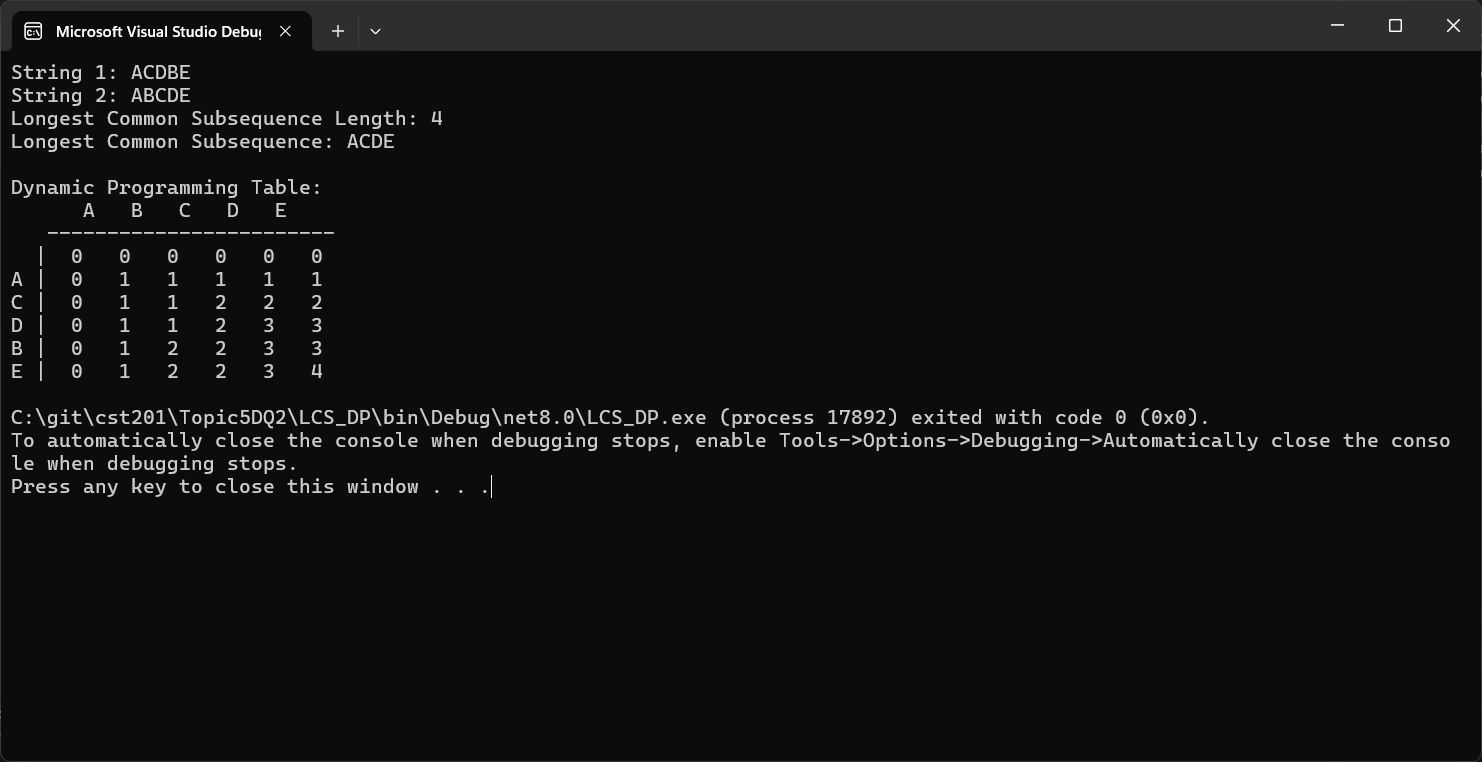 Microsoft Visual Studio Debug
String 1: ACDBE
String 2: ABCDE
Longest Common Subsequence Length: 4
Longest Common Subsequence: ACDE
Dynamic Programming Table:
      A   B   C   D   E
   ------------------------
  |  0   0   0   0   0   0
A |  0   1   1   1   1   1
C |  0   1   1   2   2   2
D |  0   1   1   2   3   3
B |  0   1   2   2   3   3
E |  0   1   2   2   3   4
C:\git\cst201\Topic5DQ2\LCS_DP\bin\Debug\net8.0\LCS_DP.exe (process 17892) exited with code 0 (0x0).
To automatically close the console when debugging stops, enable Tools->Options->Debugging->Automatically close the conso
le when debugging stops.
Press any key to close this window . . .